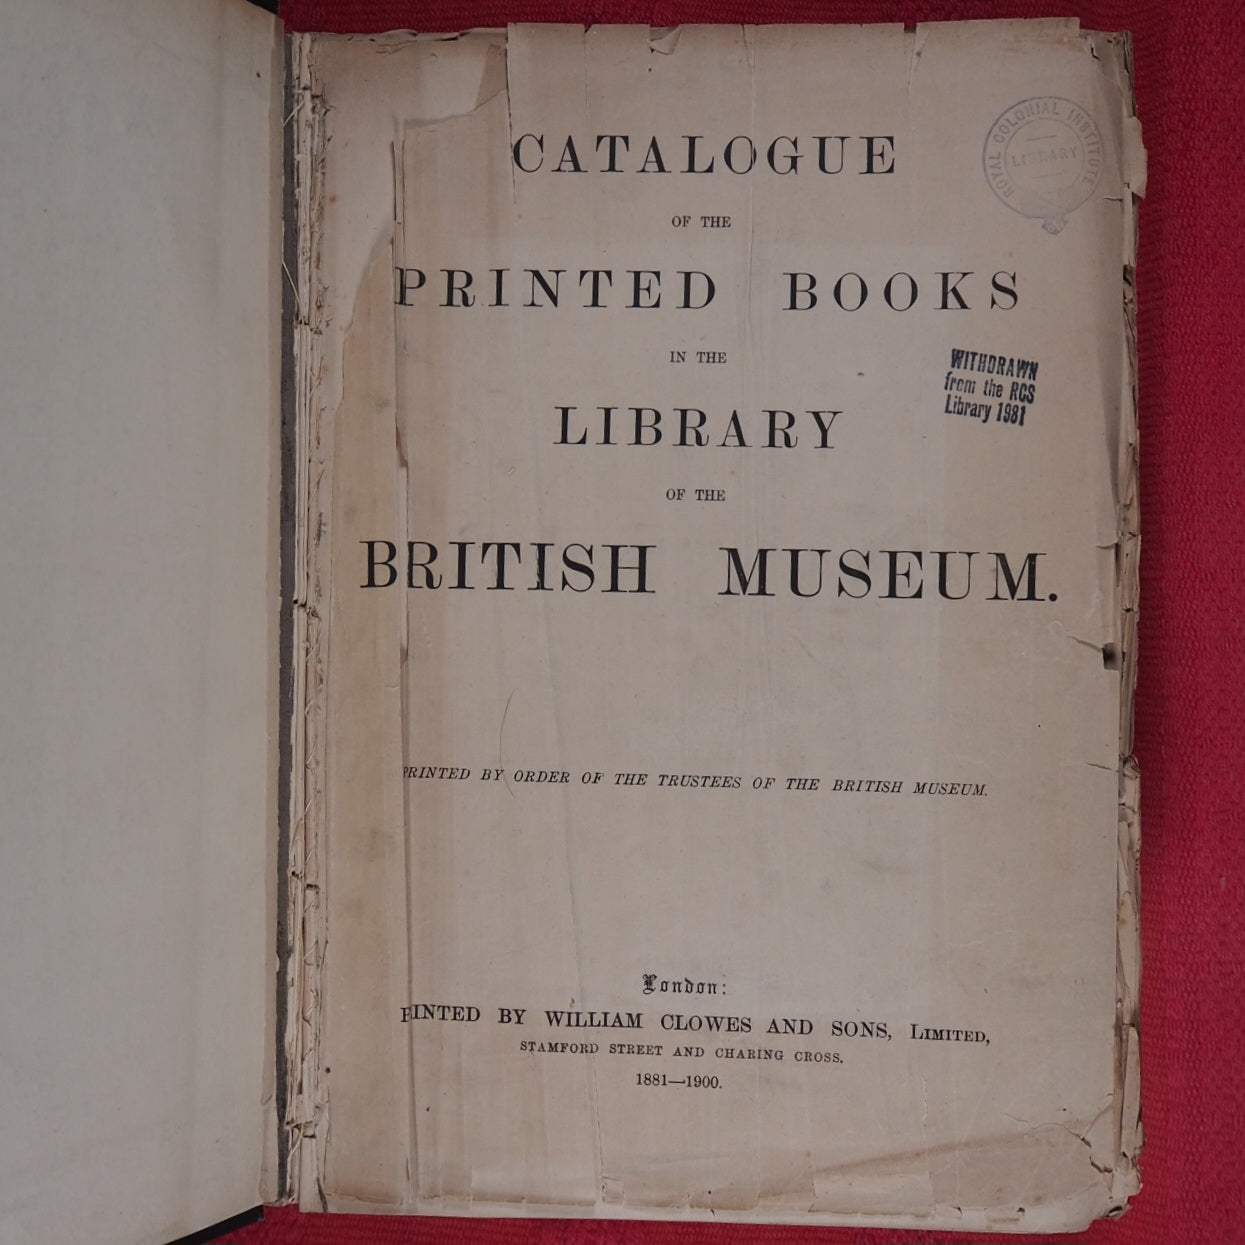 CATALOGUE
OF THE
PRINTED BOOKS
IN THE
LIBRARY
OF THE
BRITISH MUSEUM.
ROYAL COLONIAL INSTITUTE
LIBRARY
WITHDRAWN
from the RCS
Library 1981
PRINTED BY ORDER OF THE TRUSTEES OF THE BRITISH MUSEUM.
London:
PINTED BY WILLIAM CLOWES AND SONS, LIMITED,
STAMFORD STREET AND CHARING CROSS.
1881—1900.